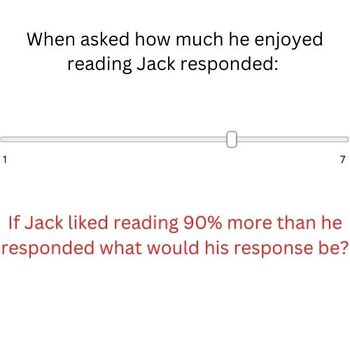 When asked how much he enjoyed
reading Jack responded:
1 7
If Jack liked reading 90% more than he
responded what would his response be?